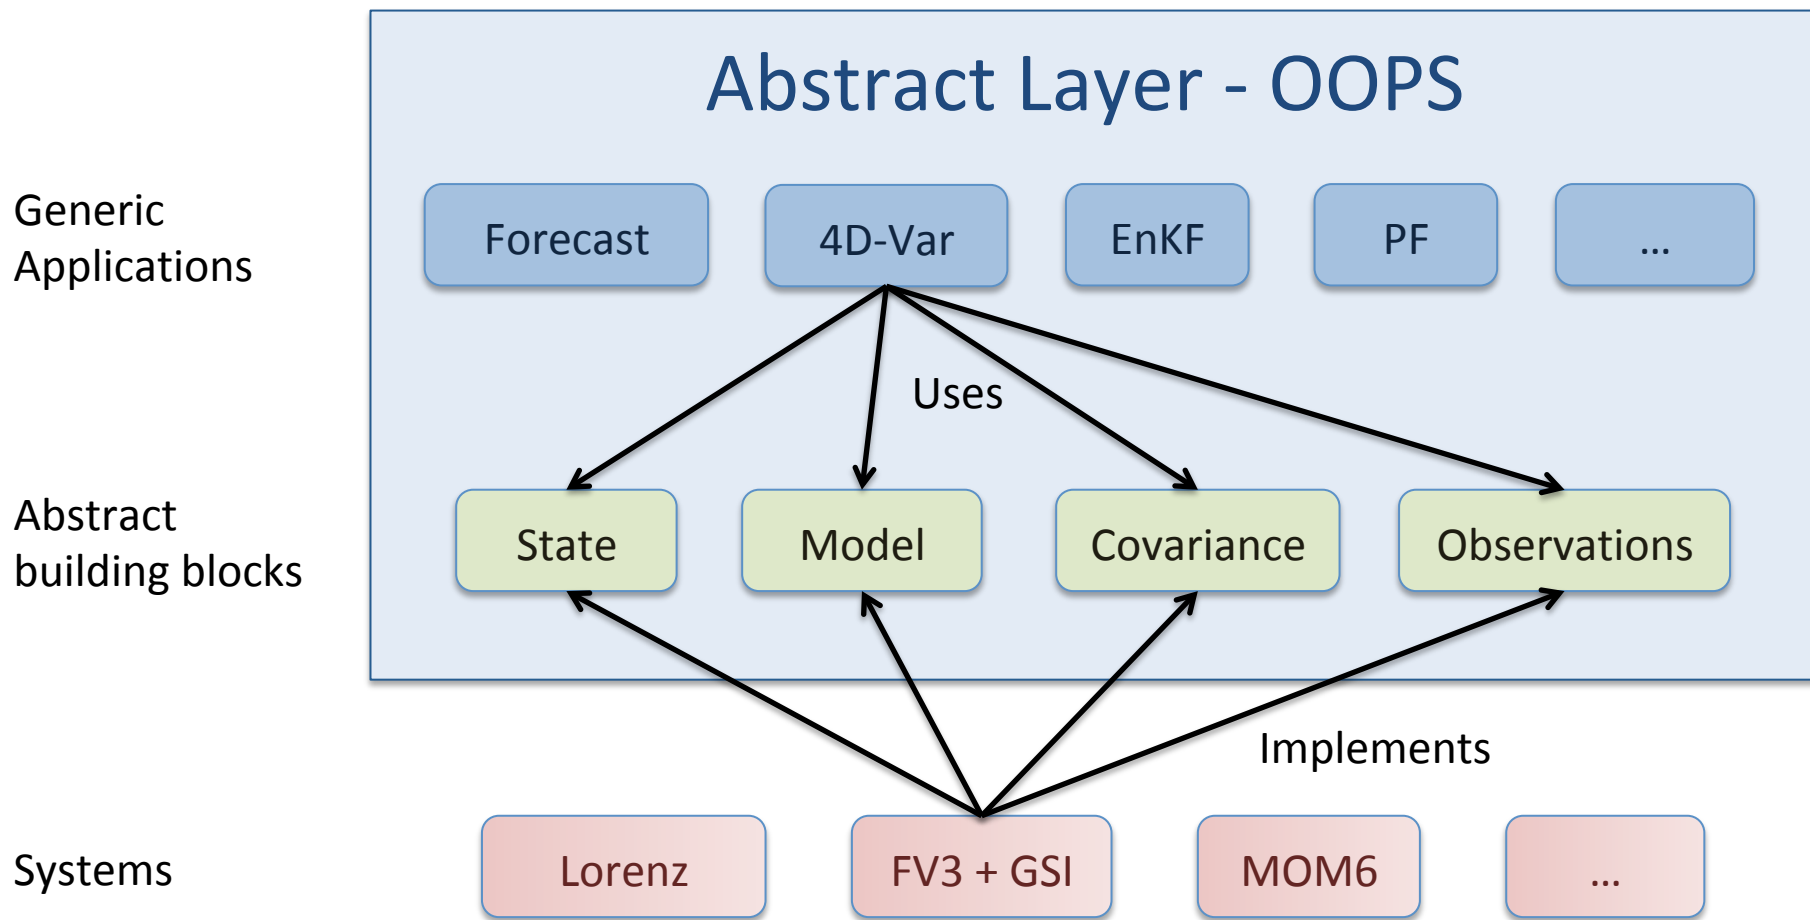 Abstract Layer - OOPS
Generic
Applications
Forecast
4D-Var
EnKF
PF
...
Uses
Abstract
building blocks
State
Model
Covariance
Observations
Implements
Systems
Lorenz
FV3 + GSI
MOM6
...